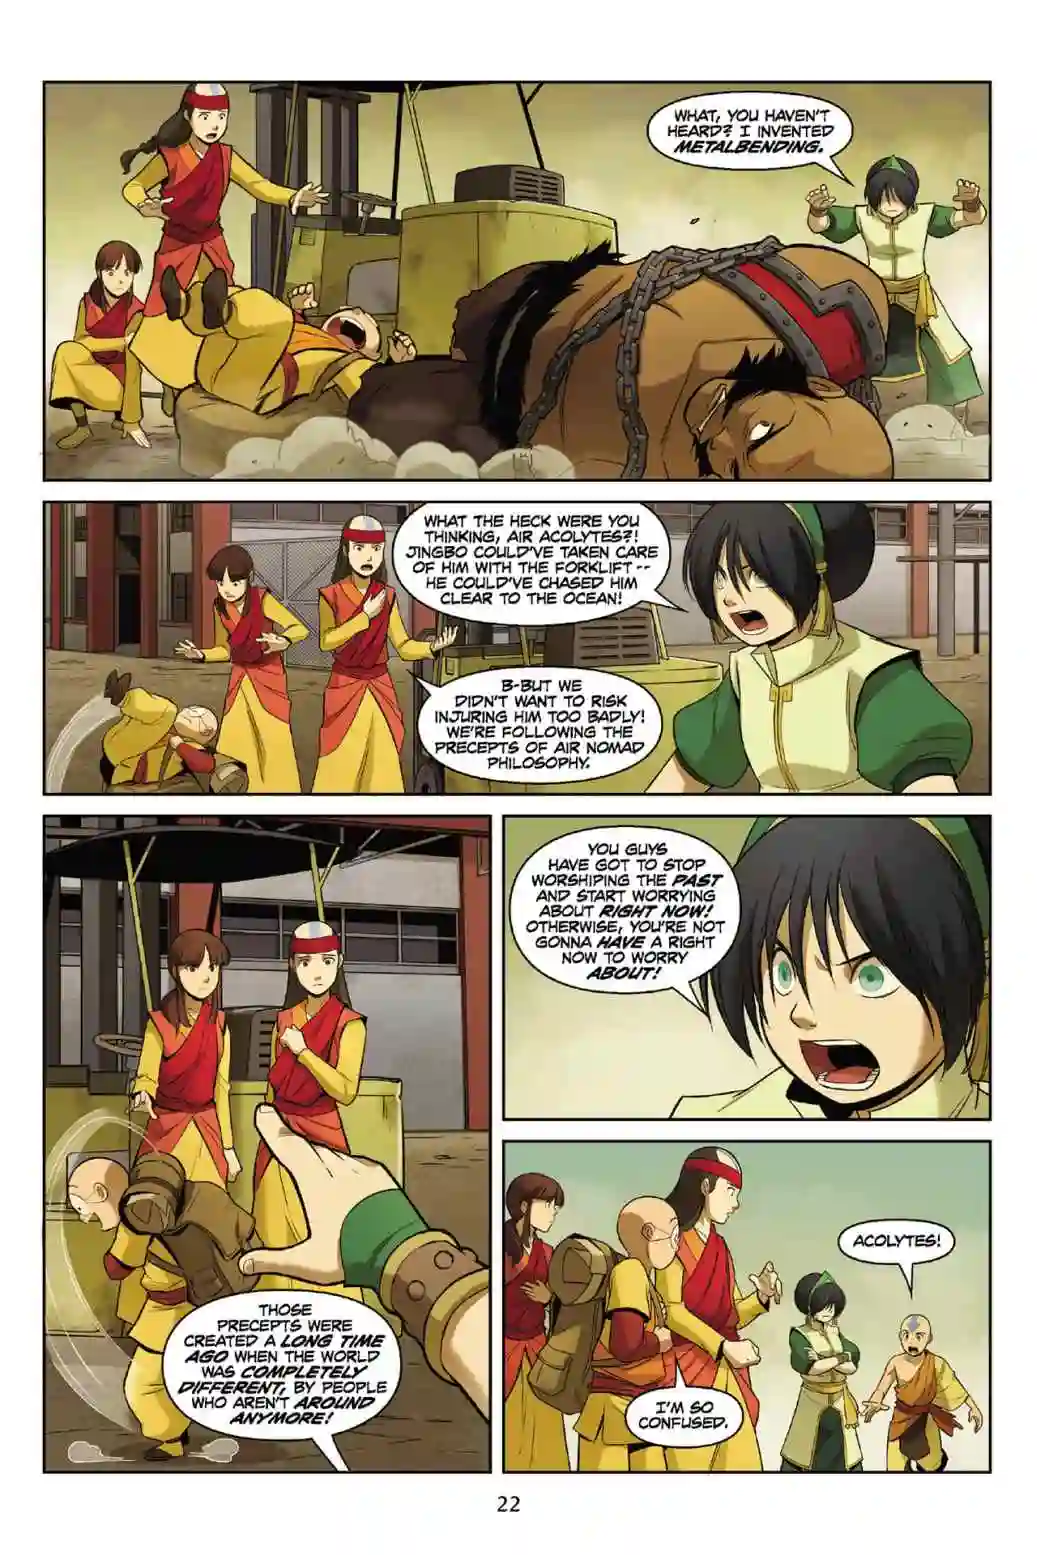 WHAT, YOU HAVEN'T
HEARD? I INVENTED
METALBENDING.
WHAT THE HECK WERE YOU
THINKING, AIR ACOLYTES?!
JINGBO COULD'VE TAKEN CARE
OF HIM WITH THE FORKLIFT --
HE COULD'VE CHASED HIM
CLEAR TO THE OCEAN!
B-BUT WE
DIDN'T WANT TO RISK
INJURING HIM TOO BADLY!
WE'RE FOLLOWING THE
PRECEPTS OF AIR NOMAD
PHILOSOPHY.
THOSE
PRECEPTS WERE
CREATED A LONG TIME
AGO WHEN THE WORLD
WAS COMPLETELY
DIFFERENT, BY PEOPLE
WHO AREN'T AROUND
ANYMORE!
YOU GUYS
HAVE GOT TO STOP
WORSHIPING THE PAST
AND START WORRYING
ABOUT RIGHT NOW!
OTHERWISE, YOU'RE NOT
GONNA HAVE A RIGHT
NOW TO WORRY
ABOUT!
ACOLYTES!
I'M SO
CONFUSED.
22